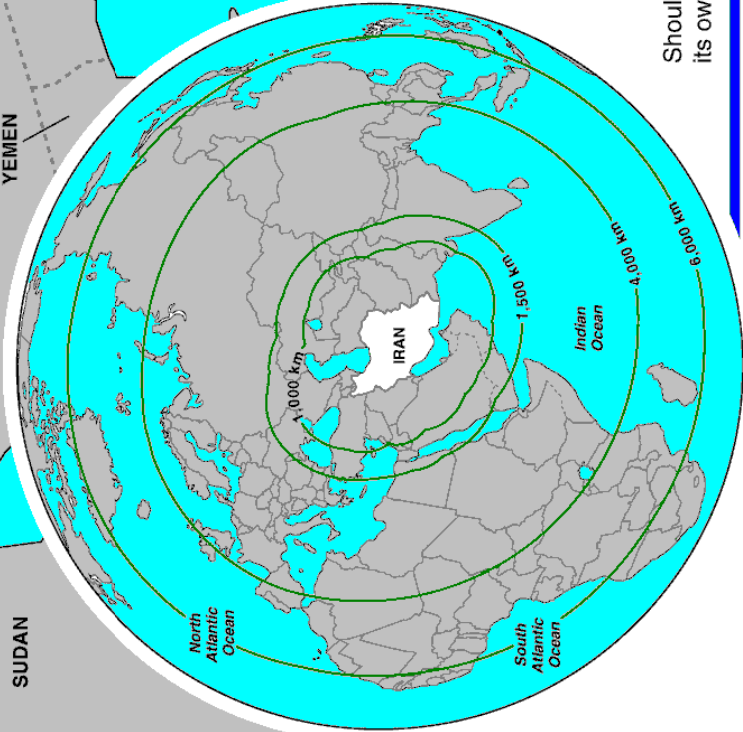 SUDAN
YEMEN
Shoul
its ow
IRAN
1,000 km
1,500 km
4,000 km
6,000 km
Indian
Ocean
North
Atlantic
Ocean
South
Atlantic
Ocean